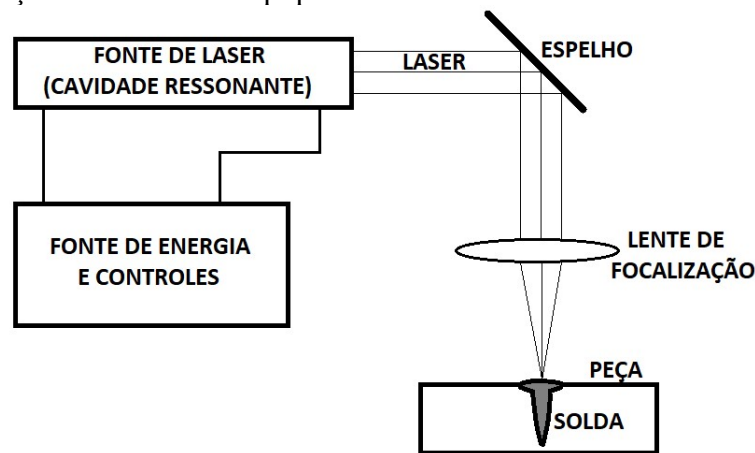 FONTE DE LASER
(CAVIDADE RESSONANTE)
LASER
ESPELHO
FONTE DE ENERGIA
E CONTROLES
LENTE DE
FOCALIZAÇÃO
PEÇA
SOLDA